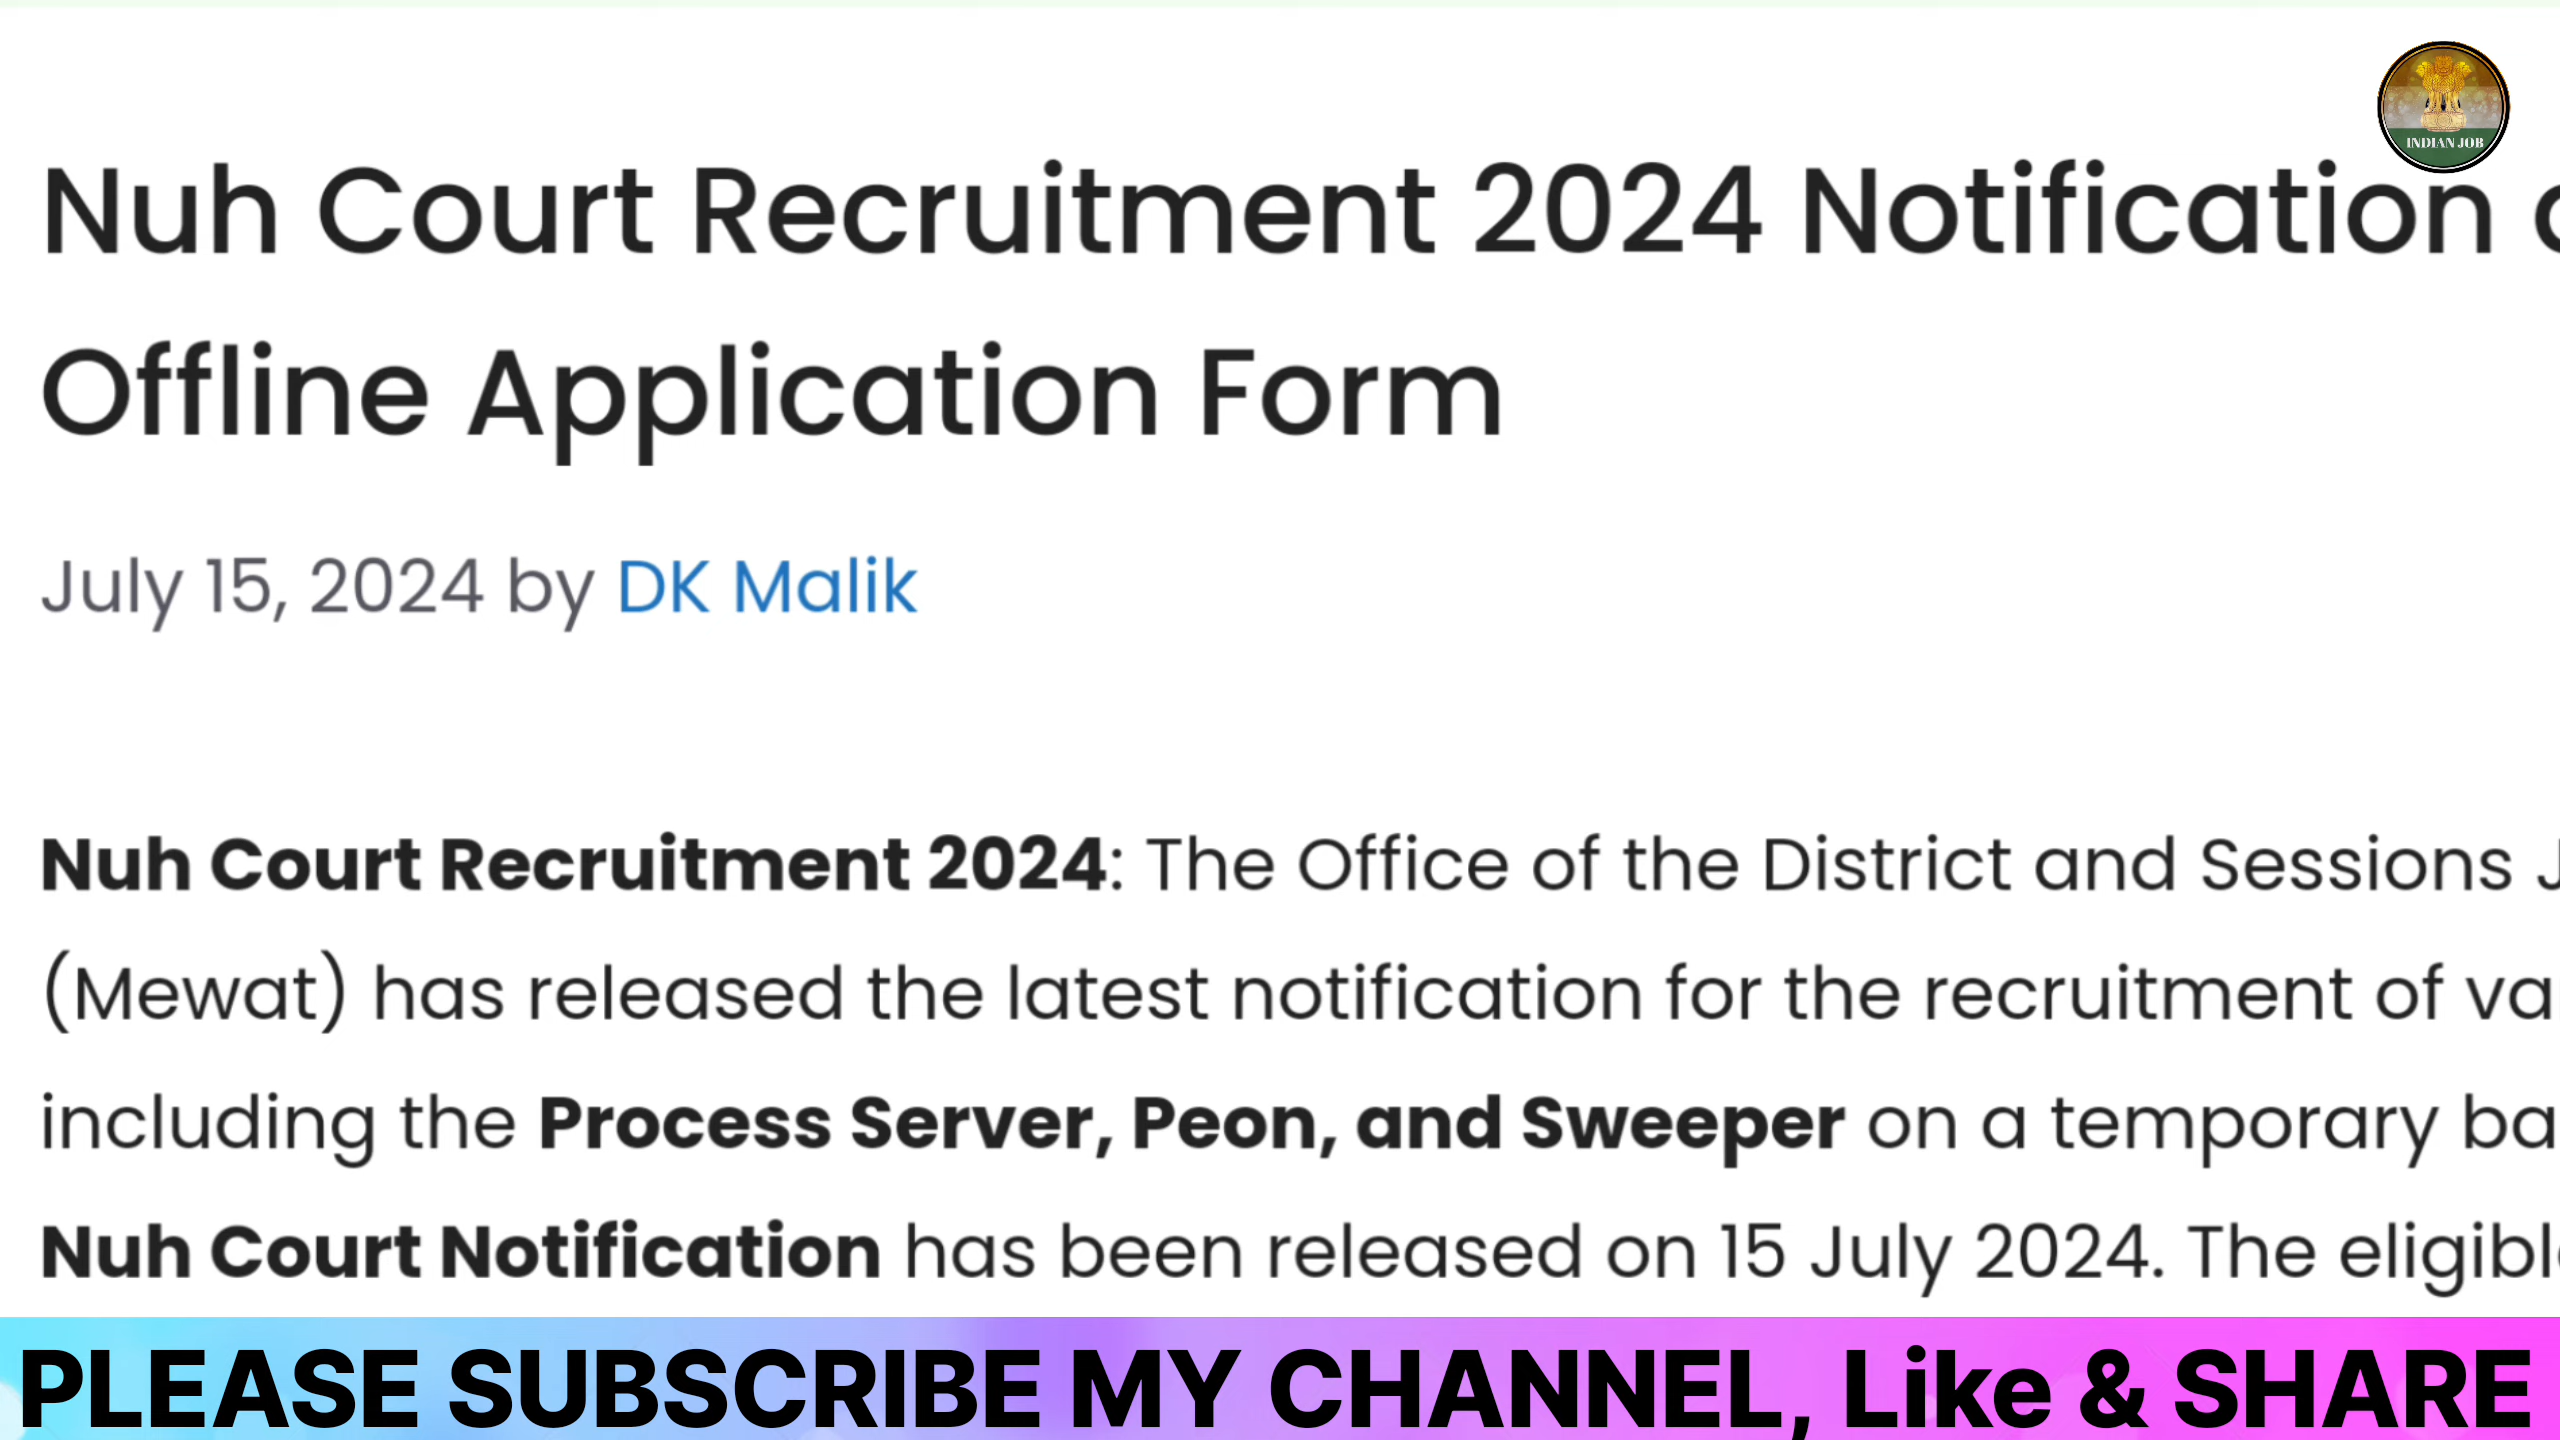 INDIAN JOB
Nuh Court Recruitment 2024 Notification
Offline Application Form
July 15, 2024 by DK Malik
Nuh Court Recruitment 2024: The Office of the District and Sessions
(Mewat) has released the latest notification for the recruitment of va
including the Process Server, Peon, and Sweeper on a temporary ba
Nuh Court Notification has been released on 15 July 2024. The eligibl
PLEASE SUBSCRIBE MY CHANNEL, Like & SHARE